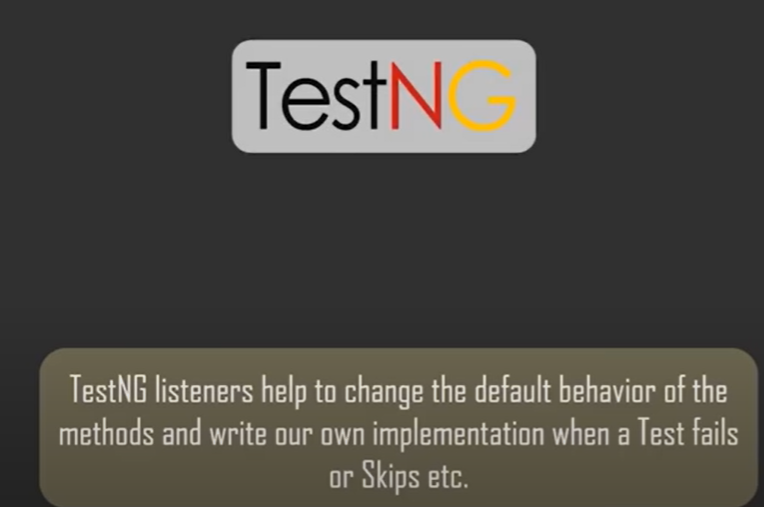 TestNG
TestNG listeners help to change the default behavior of the
methods and write our own implementation when a Test fails
or Skips etc.